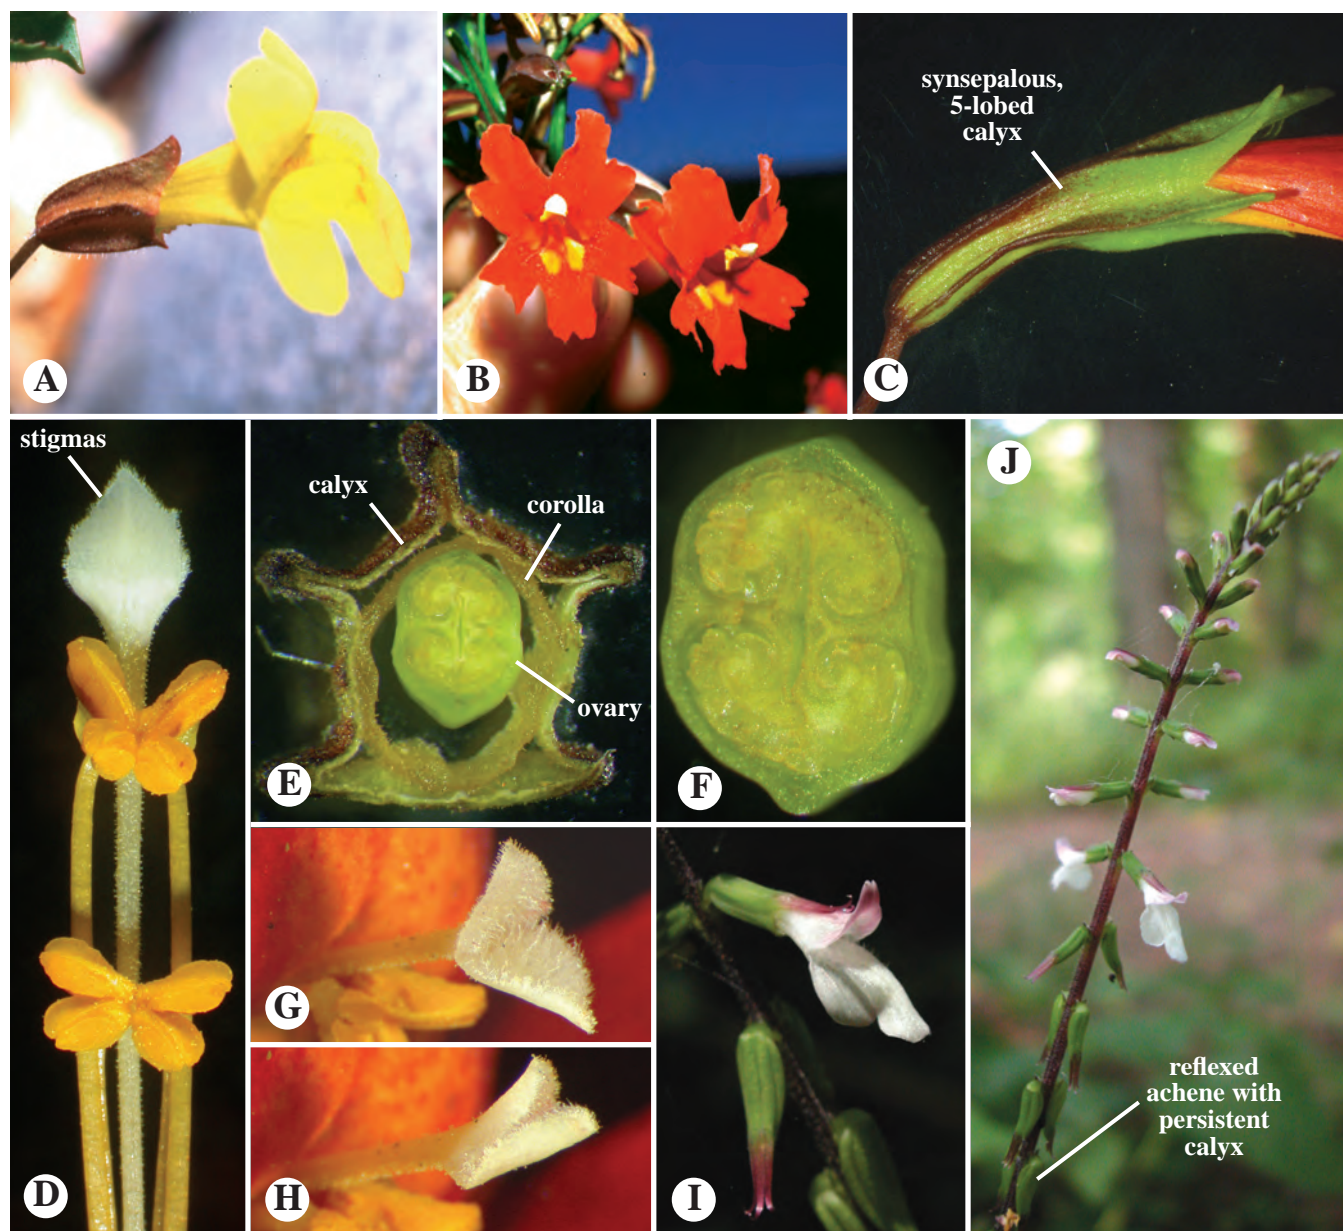 A
B
synsepalous,
5-lobed
calyx
C
stigmas
D
calyx
corolla
ovary
E
F
G
H
I
J
reflexed
achene with
persistent
calyx